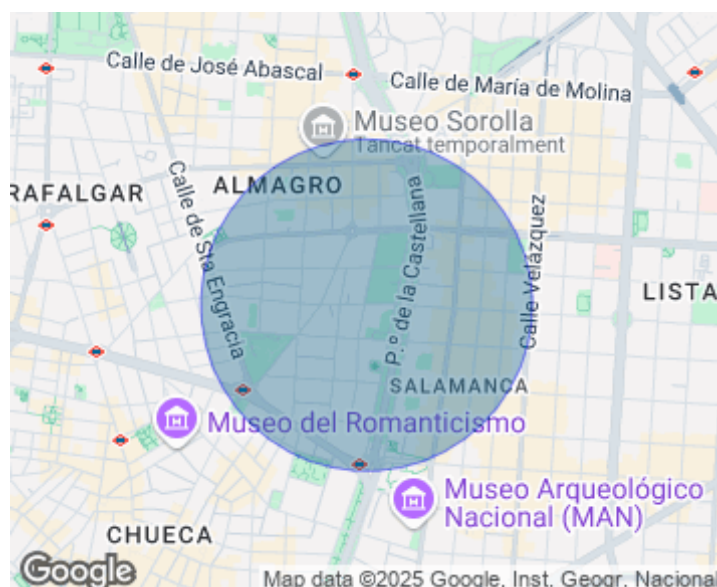 Calle de José Abascal
Calle de María de Molina
Museo Sorolla
Tancat temporalment
RAFALGAR
ALMAGRO
Calle de Sta Engracia
P.º de la Castellana
Calle Velázquez
LISTA
SALAMANCA
Museo del Romanticismo
Museo Arqueológico
Nacional (MAN)
CHUECA
Google
Map data ©2025 Google, Inst. Geogr. Nacional